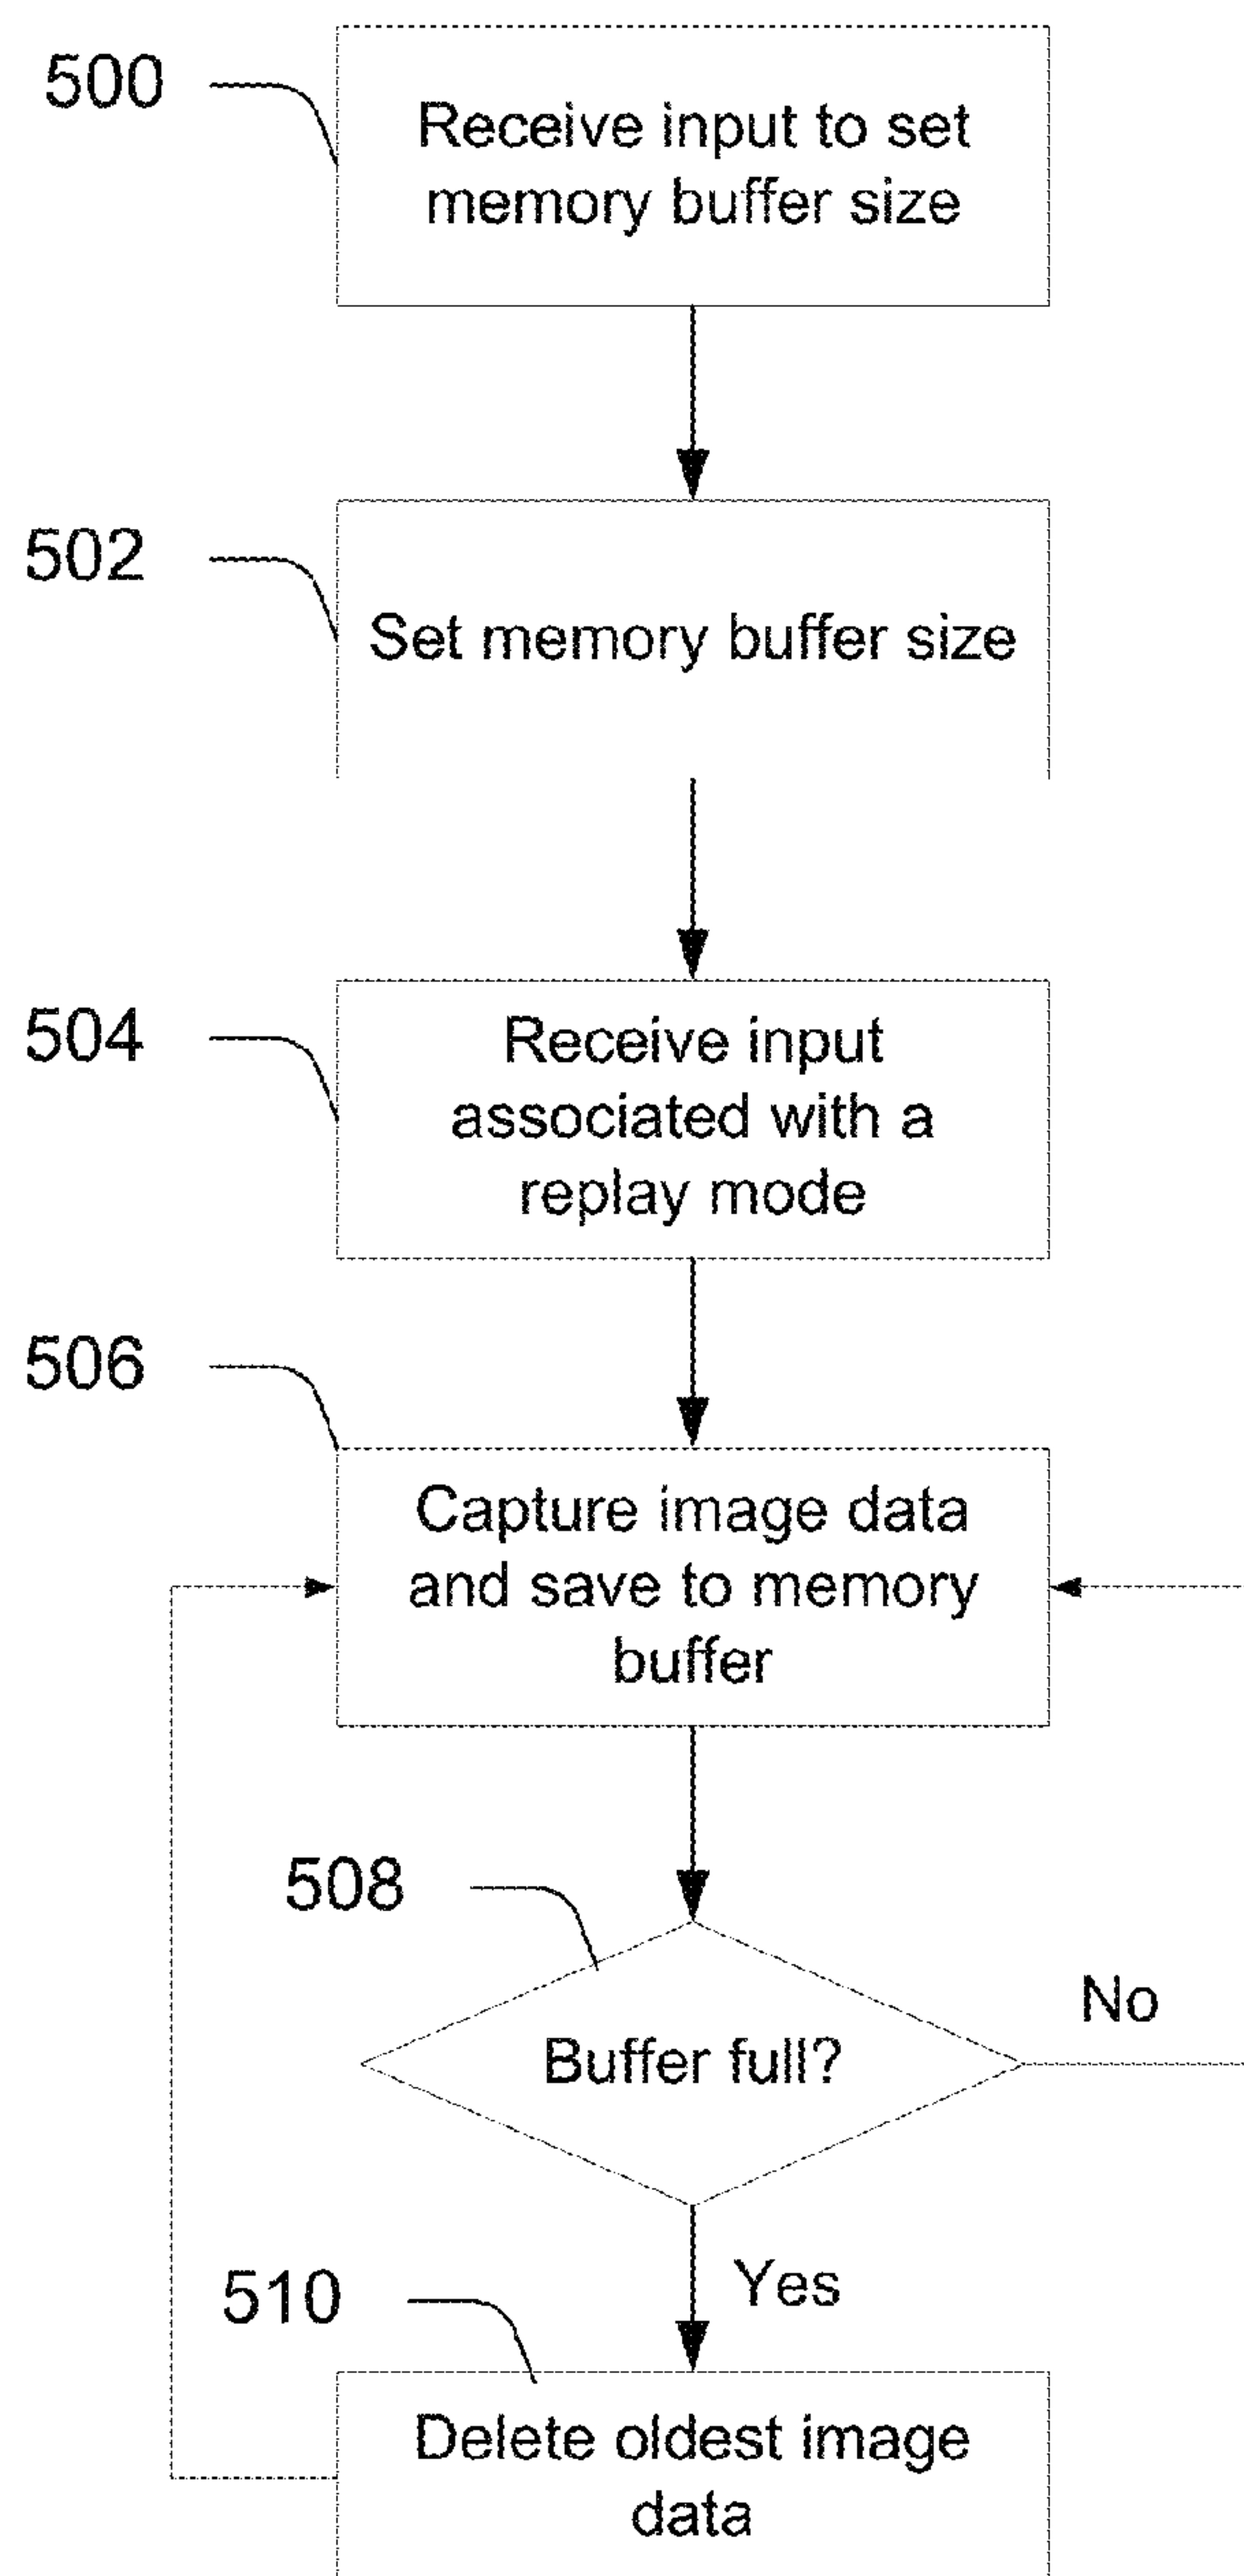 500
Receive input to set
memory buffer size
502
Set memory buffer size
504
Receive input
associated with a
replay mode
506
Capture image data
and save to memory
buffer
508
Buffer full?
No
Yes
510
Delete oldest image
data